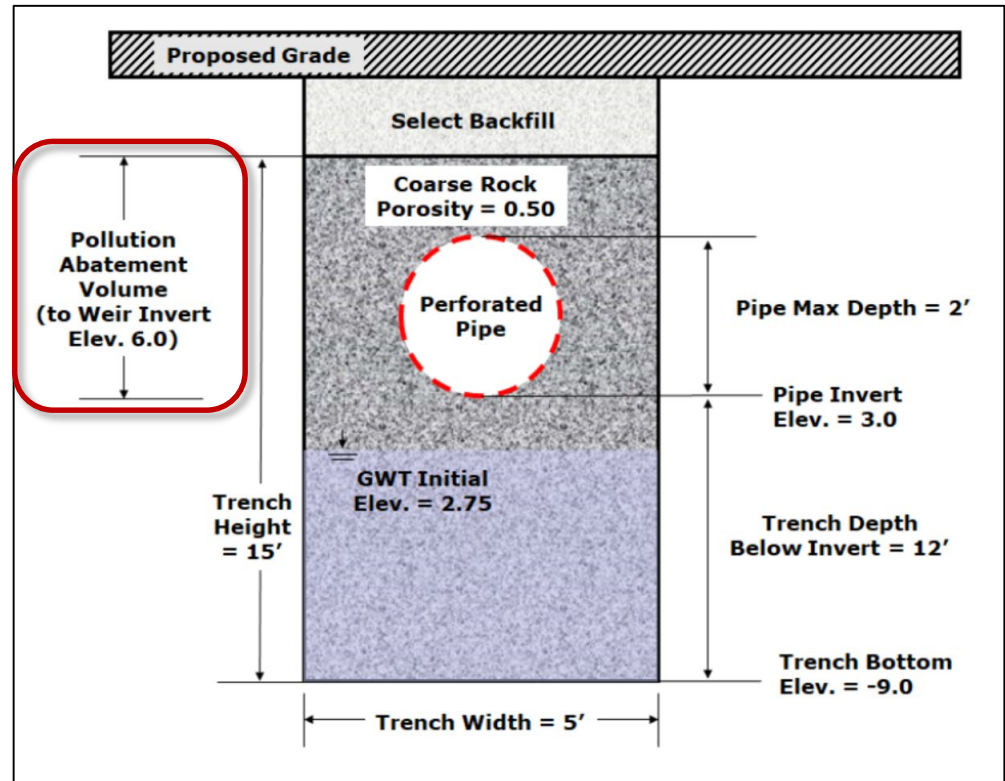 Proposed Grade
Select Backfill
Coarse Rock
Porosity = 0.50
Pollution
Abatement
Volume
(to Weir Invert
Elev. 6.0)
Perforated
Pipe
Pipe Max Depth = 2’
Pipe Invert
Elev. = 3.0
GWT Initial
Elev. = 2.75
Trench
Height
= 15’
Trench Depth
Below Invert = 12’
Trench Bottom
Elev. = -9.0
Trench Width = 5’